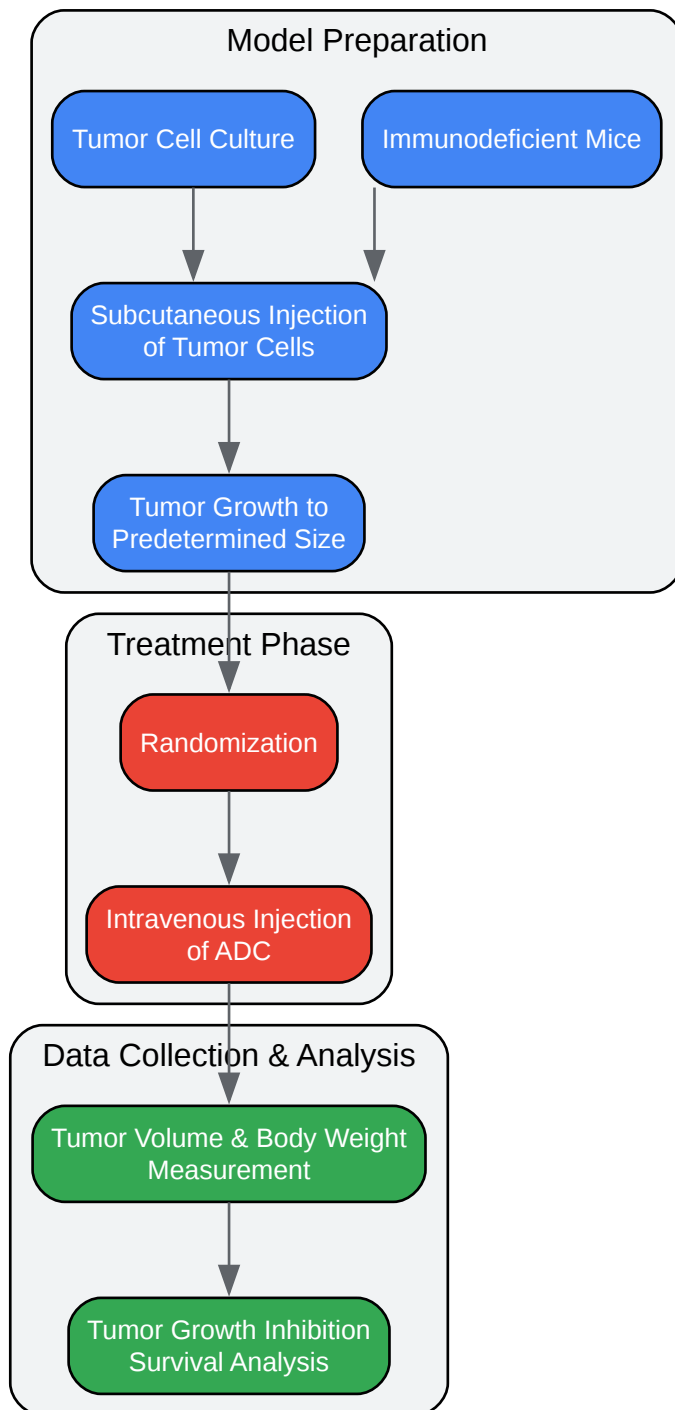 Model Preparation
Tumor Cell Culture
Immunodeficient Mice
Subcutaneous Injection
of Tumor Cells
Tumor Growth to
Predetermined Size
Treatment Phase
Randomization
Intravenous Injection
of ADC
Data Collection & Analysis
Tumor Volume & Body Weight
Measurement
Tumor Growth Inhibition
Survival Analysis